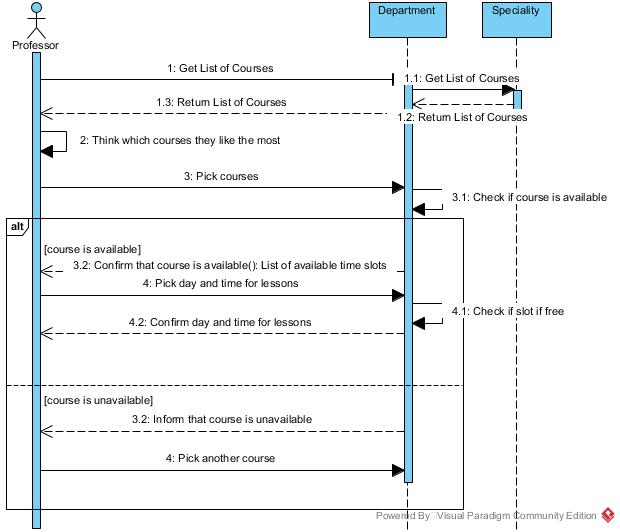 Department
Speciality
Professor
1: Get List of Courses
1.1: Get List of Courses
1.3: Return List of Courses
1.2: Return List of Courses
2: Think which courses they like the most
3: Pick courses
3.1: Check if course is available
alt
[course is available]
3.2: Confirm that course is available(): List of available time slots
4: Pick day and time for lessons
4.1: Check if slot if free
4.2: Confirm day and time for lessons
[course is unavailable]
3.2: Inform that course is unavailable
4: Pick another course
Powered By Visual Paradigm Community Edition